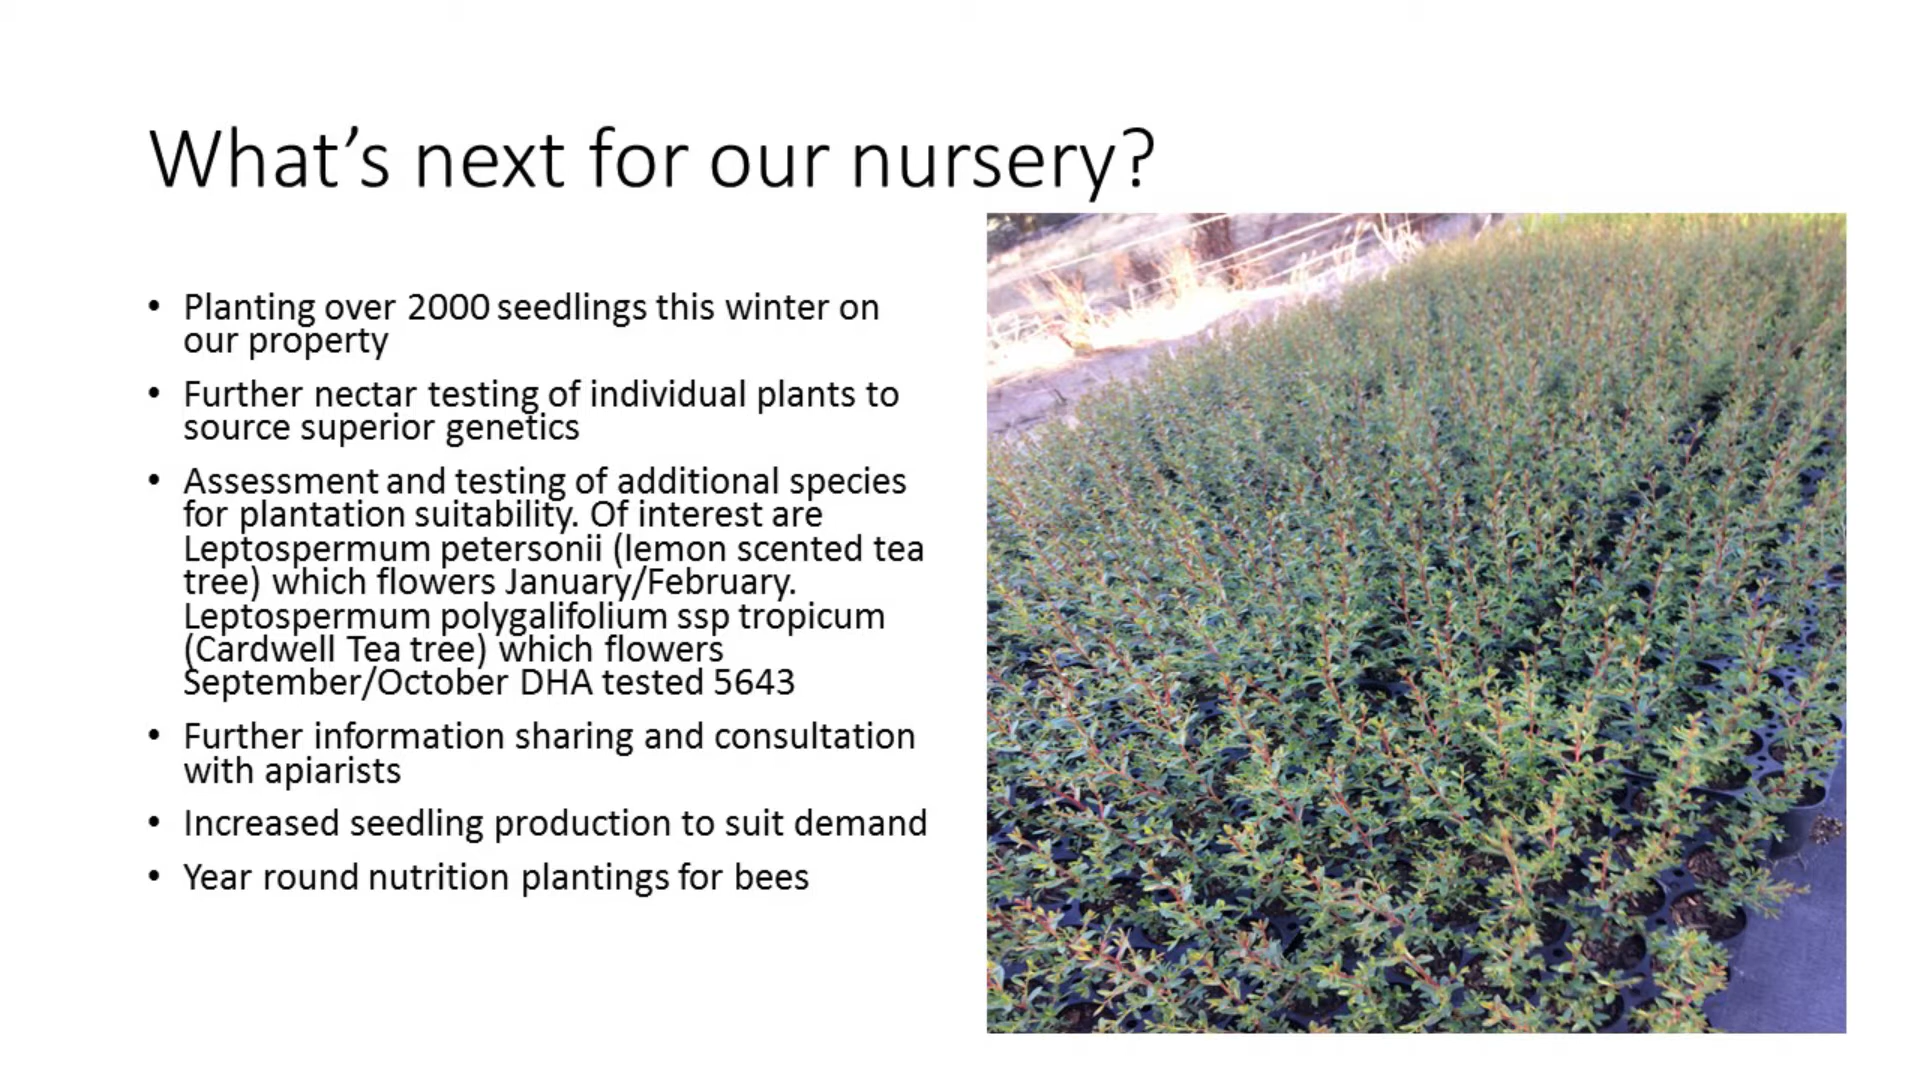 What’s next for our nursery?
• Planting over 2000 seedlings this winter on
our property
• Further nectar testing of individual plants to
source superior genetics
• Assessment and testing of additional species
for plantation suitability. Of interest are
Leptospermum petersonii (lemon scented tea
tree) which flowers January/February.
Leptospermum polygalifolium ssp tropicum
(Cardwell Tea tree) which flowers
September/October DHA tested 5643
• Further information sharing and consultation
with apiarists
• Increased seedling production to suit demand
• Year round nutrition plantings for bees